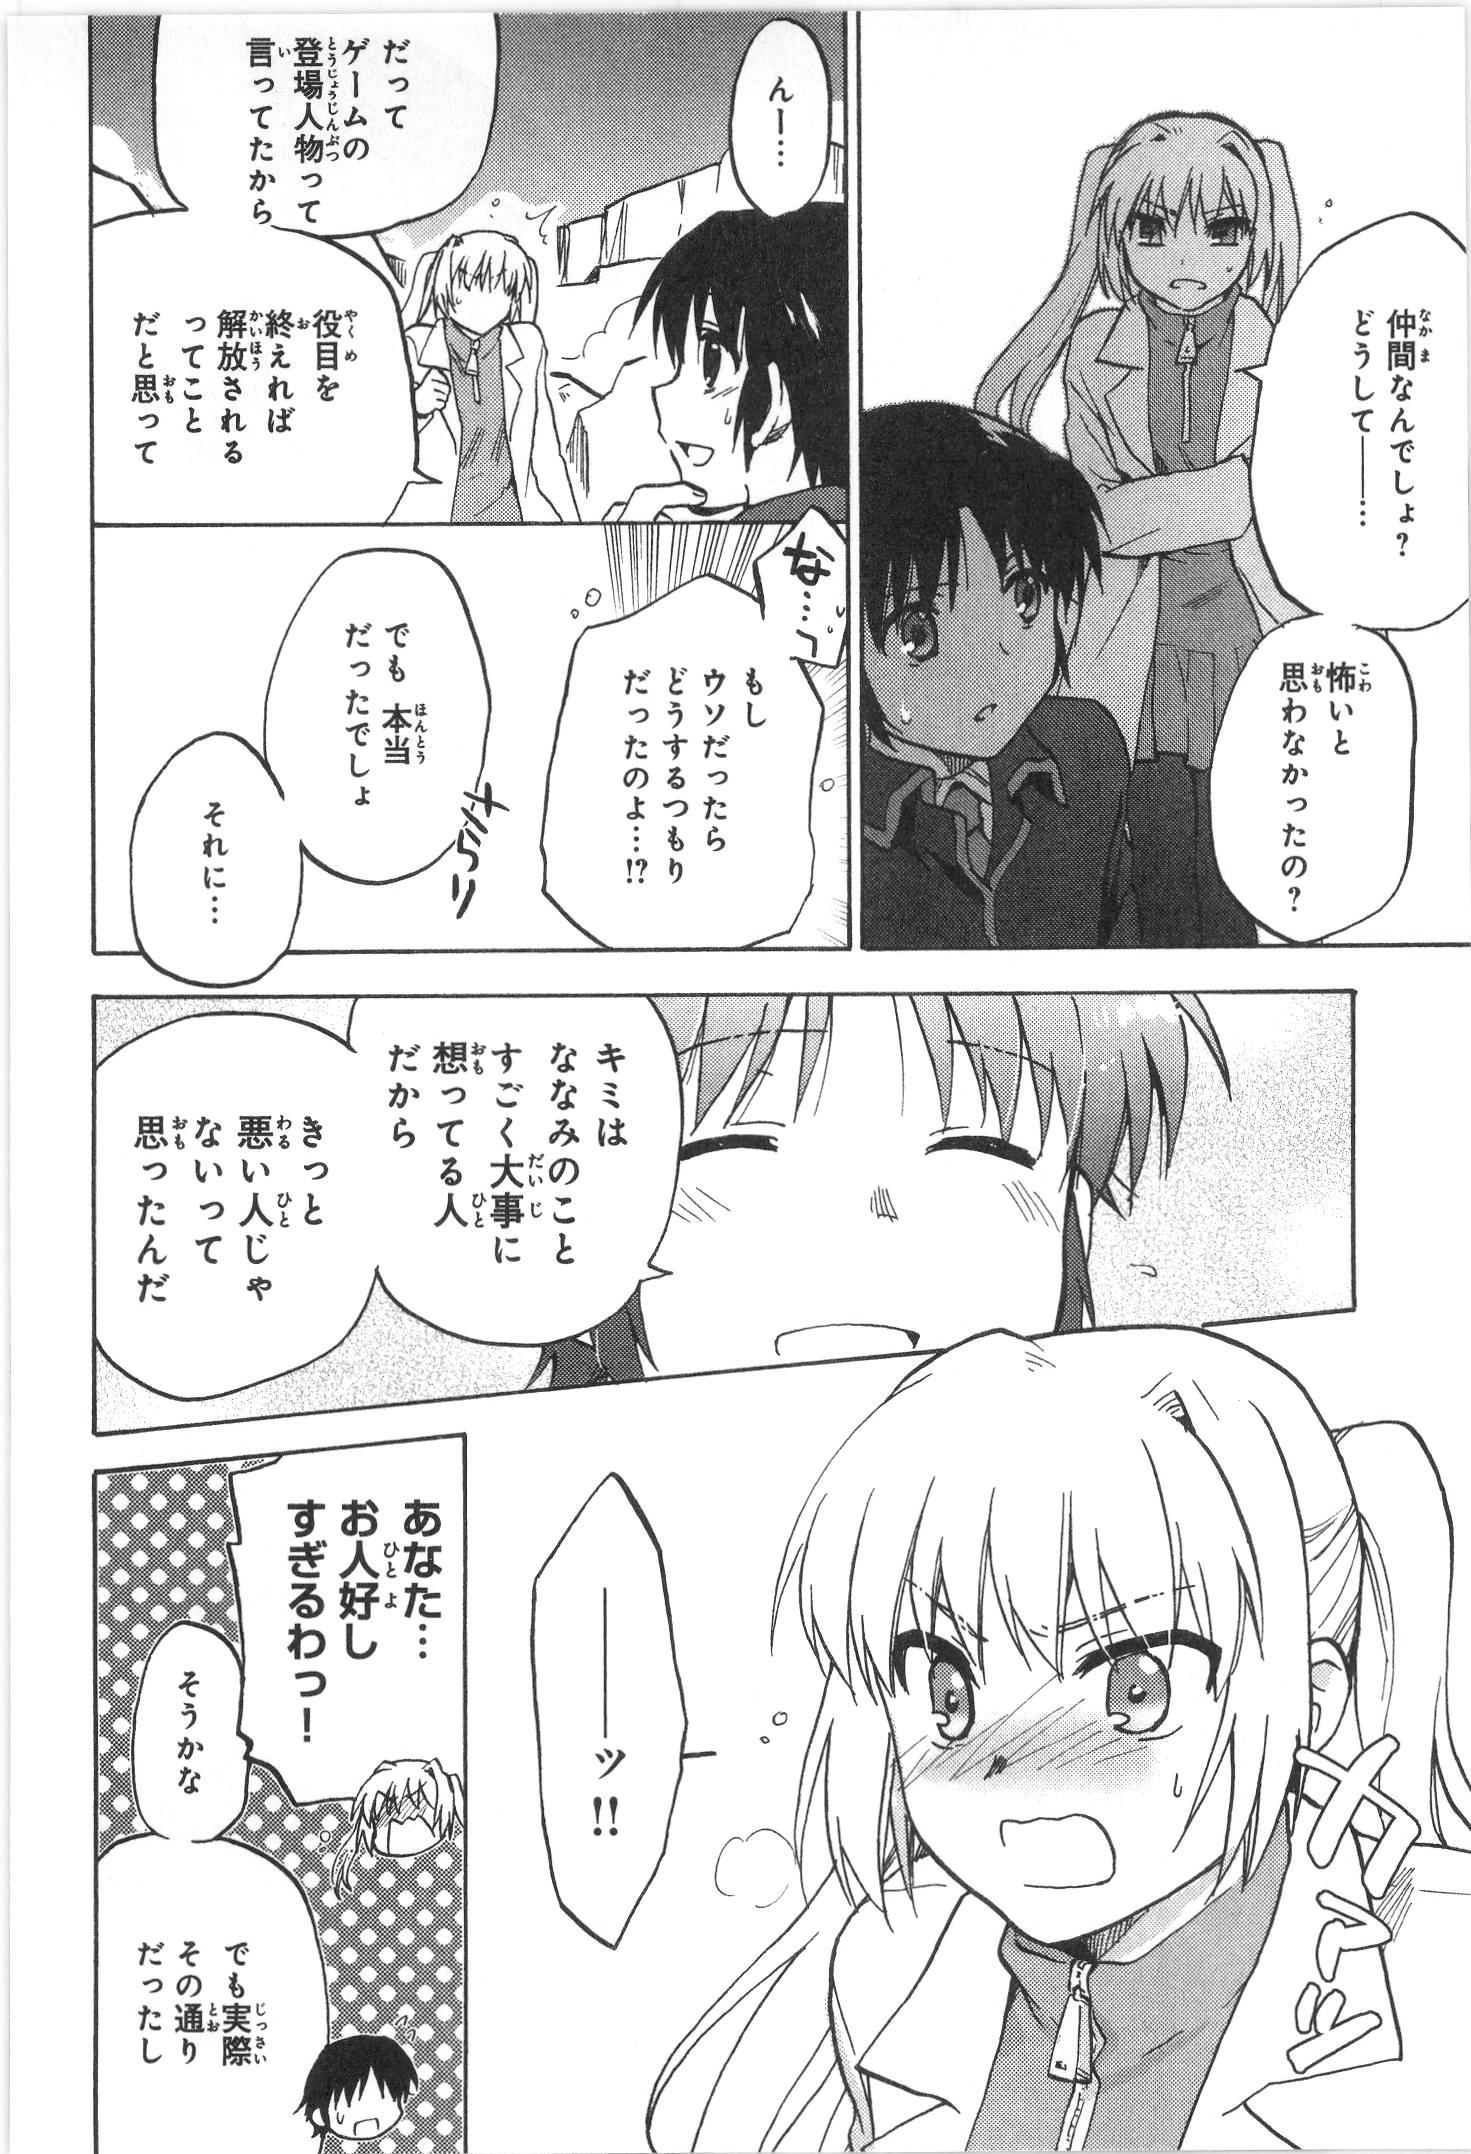 仲間なんでしょ?
どうして――…
怖いと
思わなかったの?
んー…
だって
ゲームの
登場人物って
言ってたから
役目を
終えれば
解放される
ってこと
だと思って
な…っ
もし
ウソだったら
どうするつもり
だったのよ…!?
でも 本当
だったでしょ
けろり
それに…
キミは
ななみのこと
すごく大事に
想ってる人
だから
きっと
悪い人じゃ
ないって
思ったんだ
カアッ
――ッ!!
あなた…
お人好し
すぎるわっ!
そうかな
でも実際
その通り
だったし